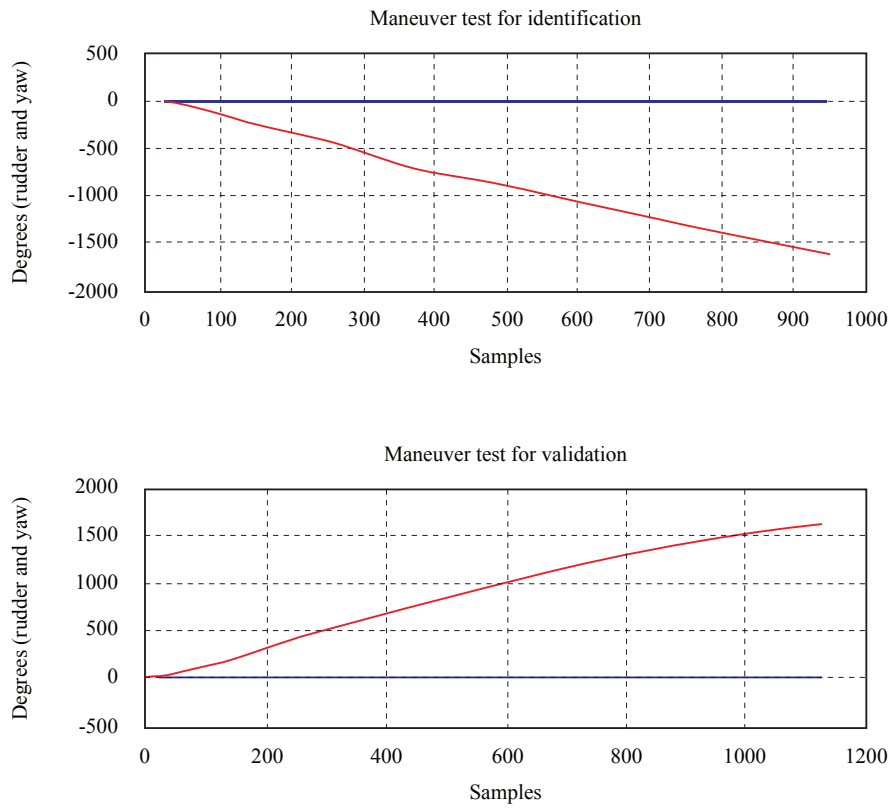 Maneuver test for identification
Degrees (rudder and yaw)
500
0
-500
-1000
-1500
-2000
0 100 200 300 400 500 600 700 800 900 1000
Samples
Maneuver test for validation
Degrees (rudder and yaw)
2000
1500
1000
500
0
-500
0 200 400 600 800 1000 1200
Samples